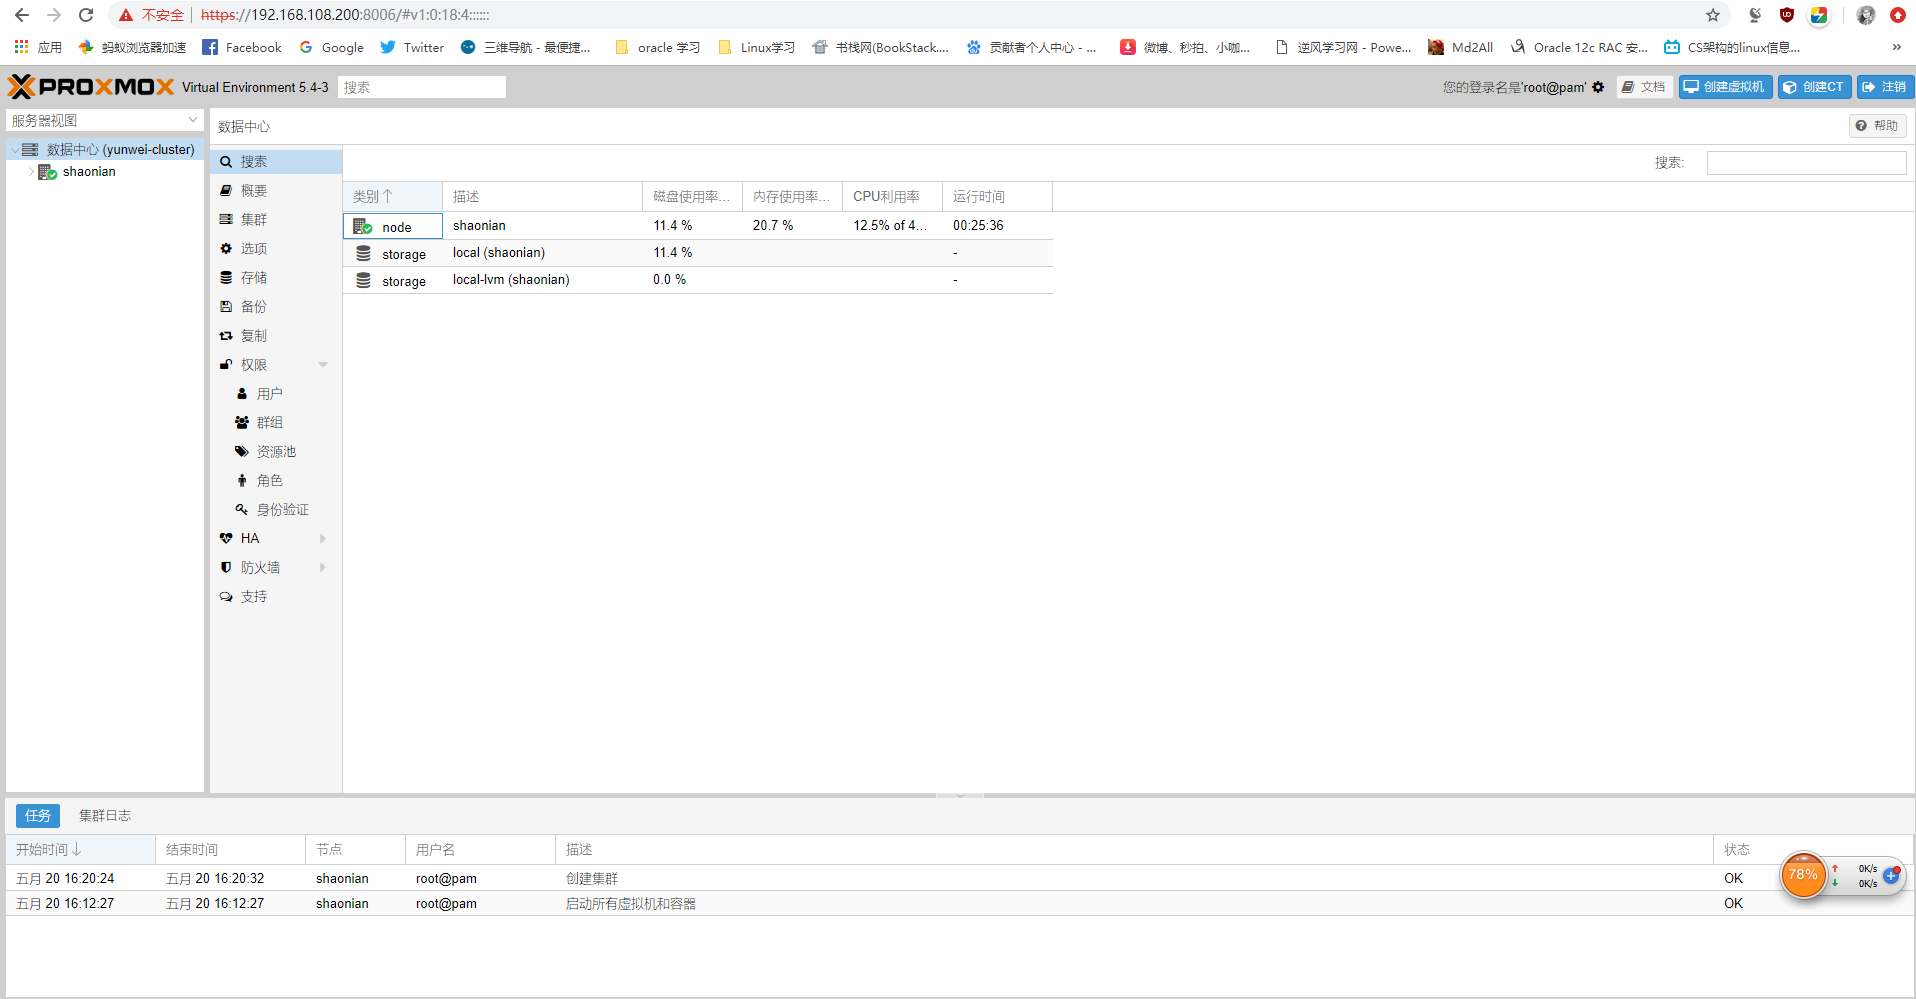 不安全 https://192.168.108.200:8006/#v1:0:18:4::::::
应用 蚂蚁浏览器加速 Facebook Google Twitter 三维导航 - 最便捷... oracle 学习 Linux学习 书栈网(BookStack.... 贡献者个人中心 - ... 微博、秒拍、小咖... 逆风学习网 - Powe... Md2All Oracle 12c RAC 安... CS架构的linux信息... »
PROXMOX Virtual Environment 5.4-3 搜索 您的登录名是'root@pam' 文档 创建虚拟机 创建CT 注销
服务器视图
数据中心 (yunwei-cluster)
shaonian
数据中心 帮助
搜索
概要
集群
选项
存储
备份
复制
权限
用户
群组
资源池
角色
身份验证
HA
防火墙
支持
搜索:
类别 描述 磁盘使用率... 内存使用率... CPU利用率 运行时间
node shaonian 11.4 % 20.7 % 12.5% of 4... 00:25:36
storage local (shaonian) 11.4 % -
storage local-lvm (shaonian) 0.0 % -
任务 集群日志
开始时间 结束时间 节点 用户名 描述 状态
五月 20 16:20:24 五月 20 16:20:32 shaonian root@pam 创建集群 OK
五月 20 16:12:27 五月 20 16:12:27 shaonian root@pam 启动所有虚拟机和容器 OK
78% 0K/s
0K/s